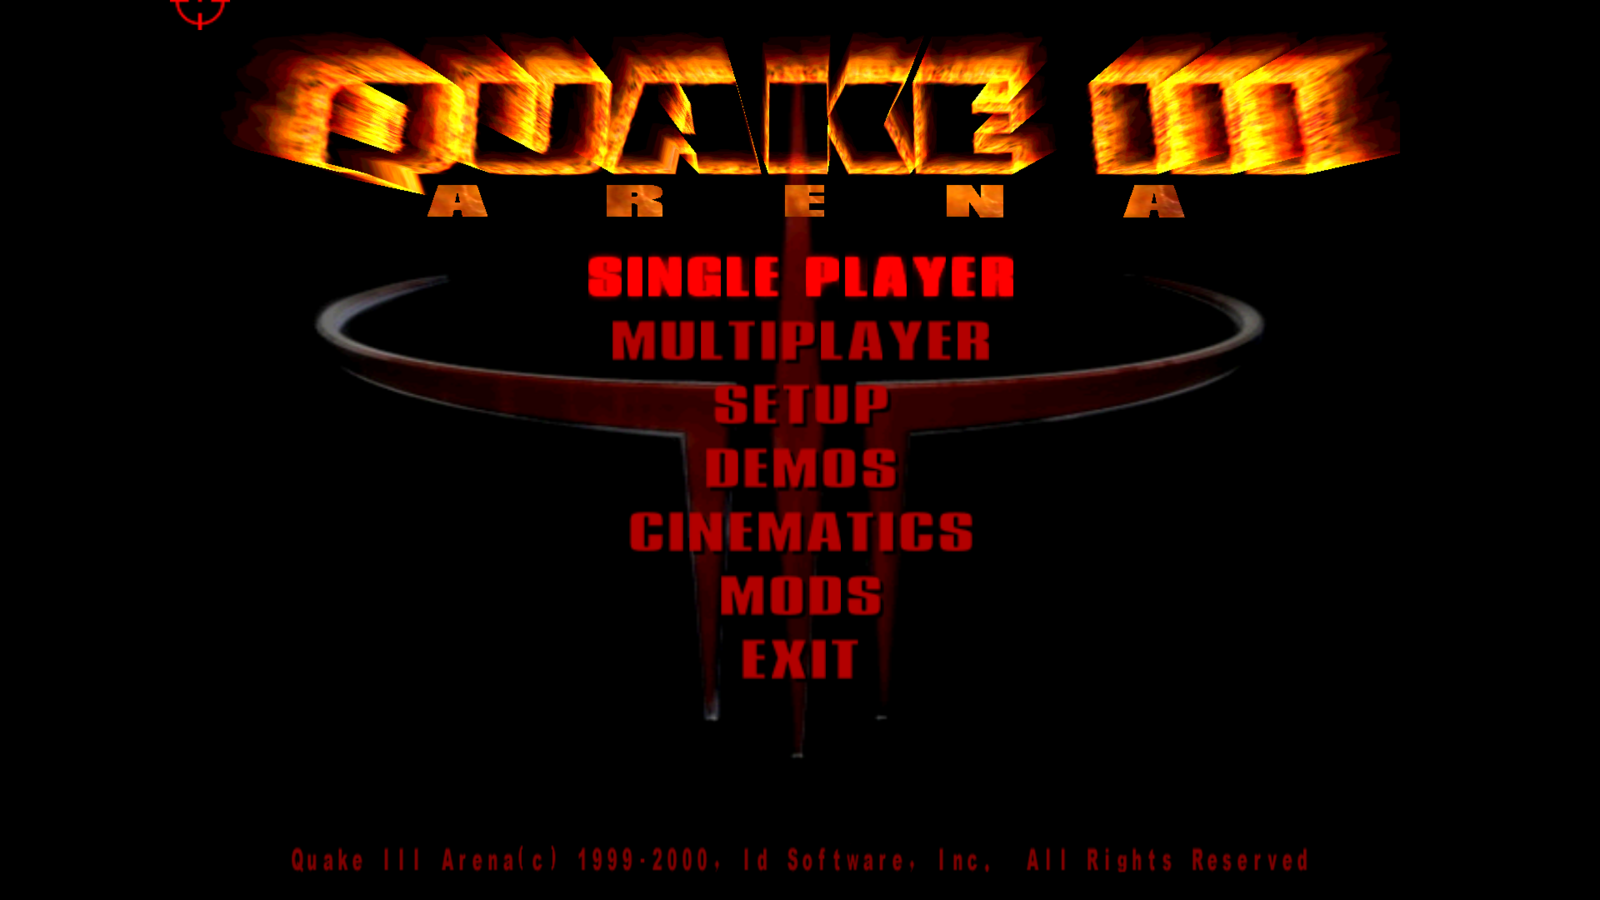 QUAKE III
ARENA
SINGLE PLAYER
MULTIPLAYER
SETUP
DEMOS
CINEMATICS
MODS
EXIT
Quake III Arena(c) 1999-2000, Id Software, Inc. All Rights Reserved